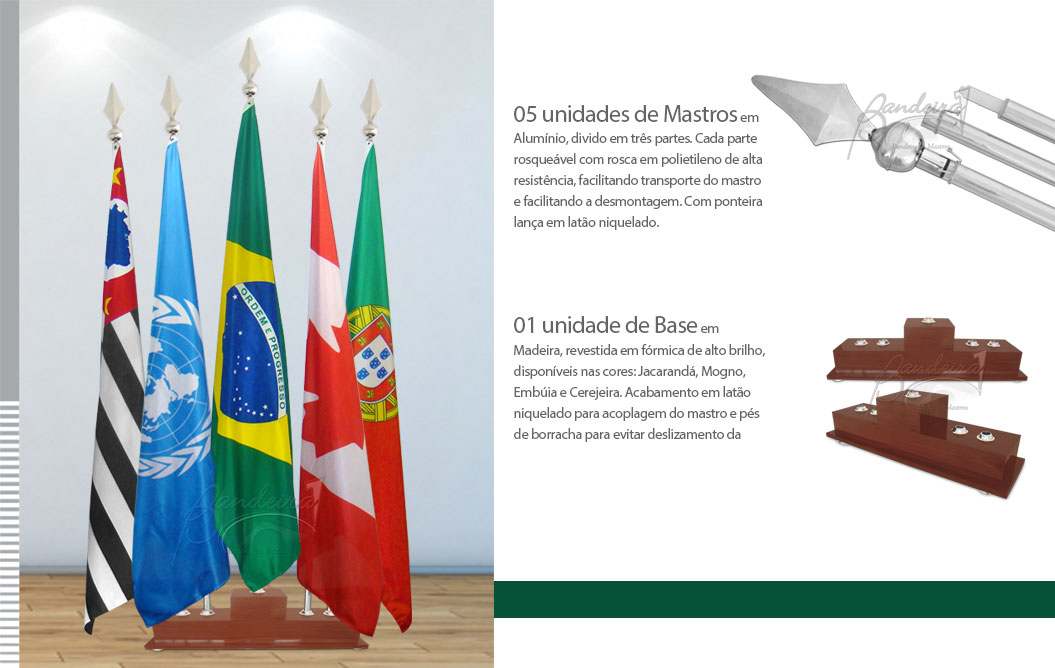 ORDEM E PROGRESSO
05 unidades de Mastros em
Alumínio, divido em três partes. Cada parte
rosqueável com rosca em polietileno de alta
resistência, facilitando transporte do mastro
e facilitando a desmontagem. Com ponteira
lança em latão niquelado.
Bandeira1
01 unidade de Base em
Madeira, revestida em fórmica de alto brilho,
disponíveis nas cores: Jacarandá, Mogno,
Embúia e Cerejeira. Acabamento em latão
niquelado para acoplagem do mastro e pés
de borracha para evitar deslizamento da
Bandeira1
Bandeira1